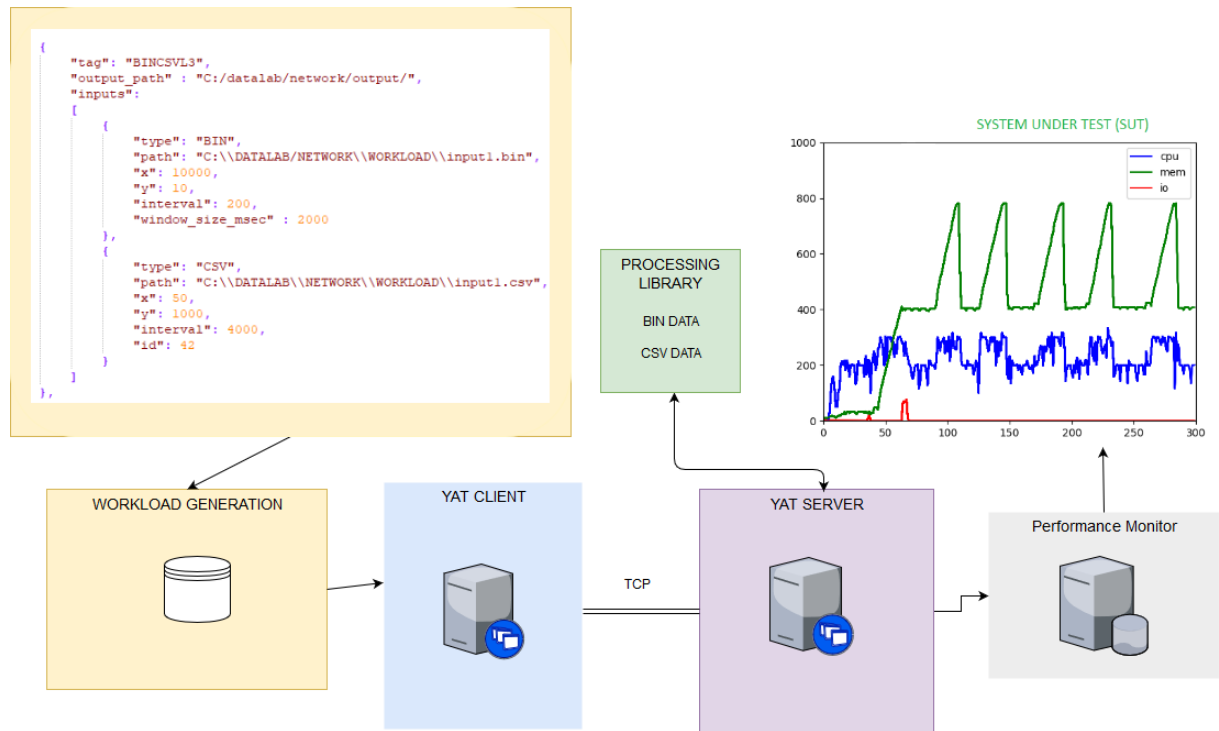 {
"tag": "BINCSVL3",
"output_path" : "C:/datalab/network/output/",
"inputs":
[
{
"type": "BIN",
"path": "C:\\DATALAB/NETWORK\\WORKLOAD\\input1.bin",
"x": 10000,
"y": 10,
"interval": 200,
"window_size_msec" : 2000
},
{
"type": "CSV",
"path": "C:\\DATALAB\\NETWORK\\WORKLOAD\\input1.csv",
"x": 50,
"y": 1000,
"interval": 4000,
"id": 42
}
]
},
SYSTEM UNDER TEST (SUT)
1000
800
600
400
200
0
0
50
100
150
200
250
300
cpu
mem
io
PROCESSING
LIBRARY
BIN DATA
CSV DATA
WORKLOAD GENERATION
YAT CLIENT
TCP
YAT SERVER
Performance Monitor